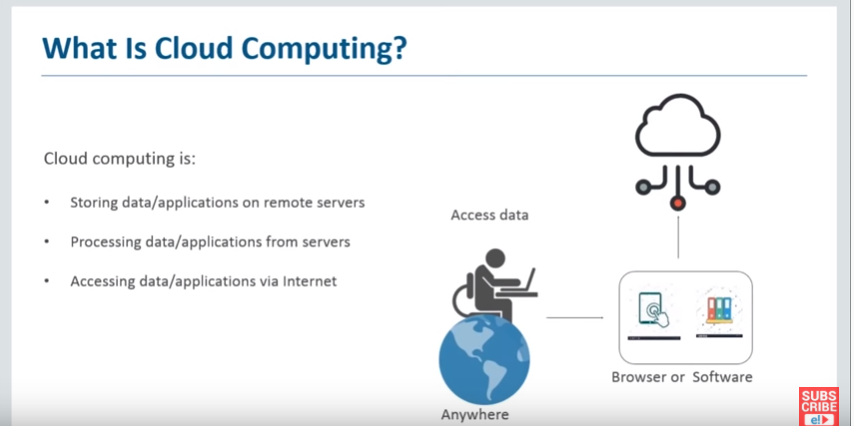 What Is Cloud Computing?
Cloud computing is:
• Storing data/applications on remote servers
• Processing data/applications from servers
• Accessing data/applications via Internet
Access data
Browser or Software
Anywhere
SUBS
CRIBE
e!